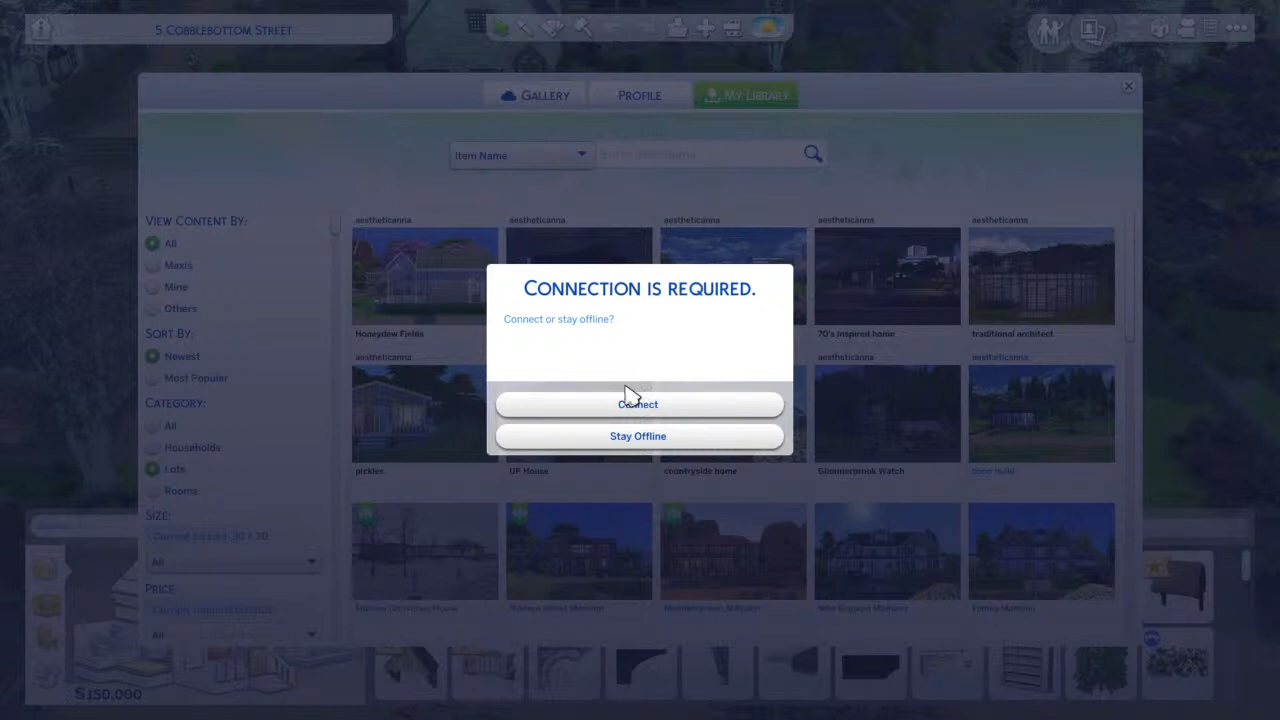 5 Cobblebottom Street
Gallery
Profile
My Library
Item Name
View Content By:
All
Maxis
Mine
Others
Sort By:
Newest
Most Popular
Category:
All
Households
Lots
Rooms
Size:
All
Price:
All
aestheticanna
aestheticanna
aestheticanna
aestheticanna
aestheticanna
Honeydew Fields
70's inspired home
traditional architect
aestheticanna
aestheticanna
aestheticanna
pickles
UP House
countryside home
Glimmerbrook Watch
Connection is required.
Connect or stay offline?
Connect
Stay Offline
§150,000